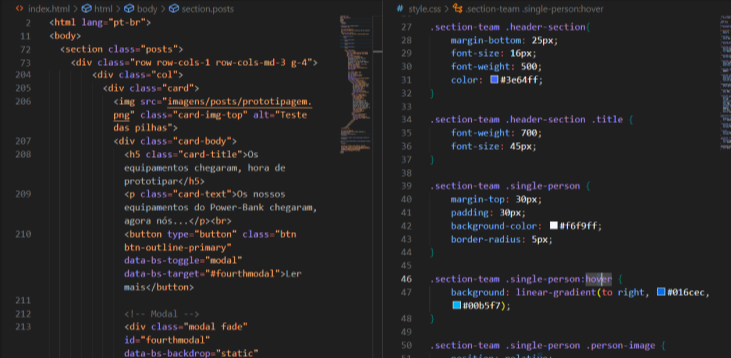 index.html > html > body > section.posts
2 <html lang="pt-br">
11 <body>
72 <section class="posts">
73 <div class="row row-cols-1 row-cols-md-3 g-4">
204 <div class="col">
205 <div class="card">
206 <img src="imagens/posts/prototipagem.
png" class="card-img-top" alt="Teste
das pilhas">
207 <div class="card-body">
208 <h5 class="card-title">Os
equipamentos chegaram, hora de
prototipar</h5>
209 <p class="card-text">Os nossos
equipamentos do Power-Bank chegaram,
agora nós...</p><br>
210 <button type="button" class="btn
btn-outline-primary"
data-bs-toggle="modal"
data-bs-target="#fourthmodal">Ler
mais</button>
211
212 <!-- Modal -->
213 <div class="modal fade"
id="fourthmodal"
data-bs-backdrop="static"
# style.css > .section-team .single-person:hover
27 .section-team .header-section{
28 margin-bottom: 25px;
29 font-size: 16px;
30 font-weight: 500;
31 color: #3e64ff;
32 }
33
34 .section-team .header-section .title {
35 font-weight: 700;
36 font-size: 45px;
37 }
38
39 .section-team .single-person {
40 margin-top: 30px;
41 padding: 30px;
42 background-color: #f6f9ff;
43 border-radius: 5px;
44 }
45
46 .section-team .single-person:hover {
47 background: linear-gradient(to right, #016cec,
#00b5f7);
48 }
49
50 .section-team .single-person .person-image {